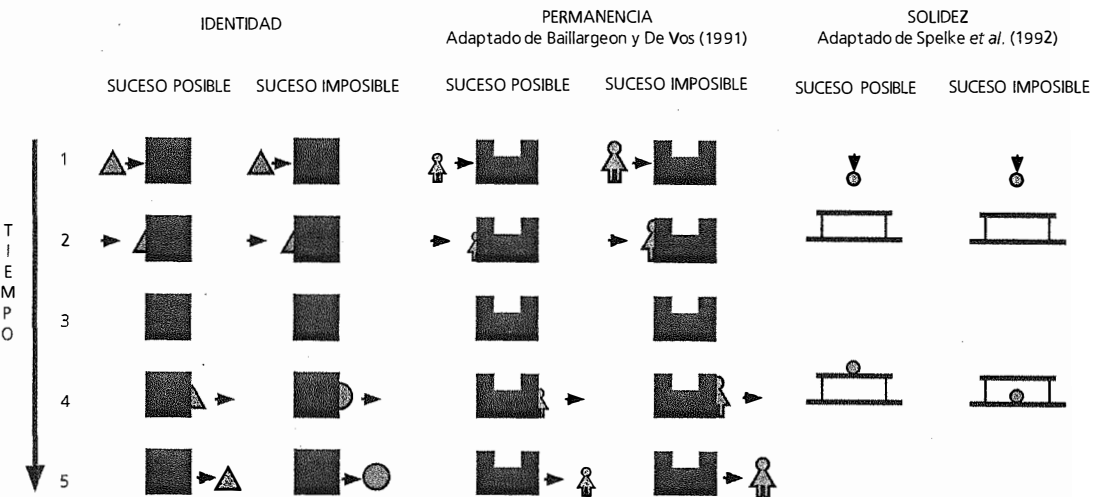 IDENTIDAD
PERMANENCIA
Adaptado de Baillargeon y De Vos (1991)
SOLIDEZ
Adaptado de Spelke et al. (1992)
SUCESO POSIBLE
SUCESO IMPOSIBLE
SUCESO POSIBLE
SUCESO IMPOSIBLE
SUCESO POSIBLE
SUCESO IMPOSIBLE
TIEMPO
1
2
3
4
5